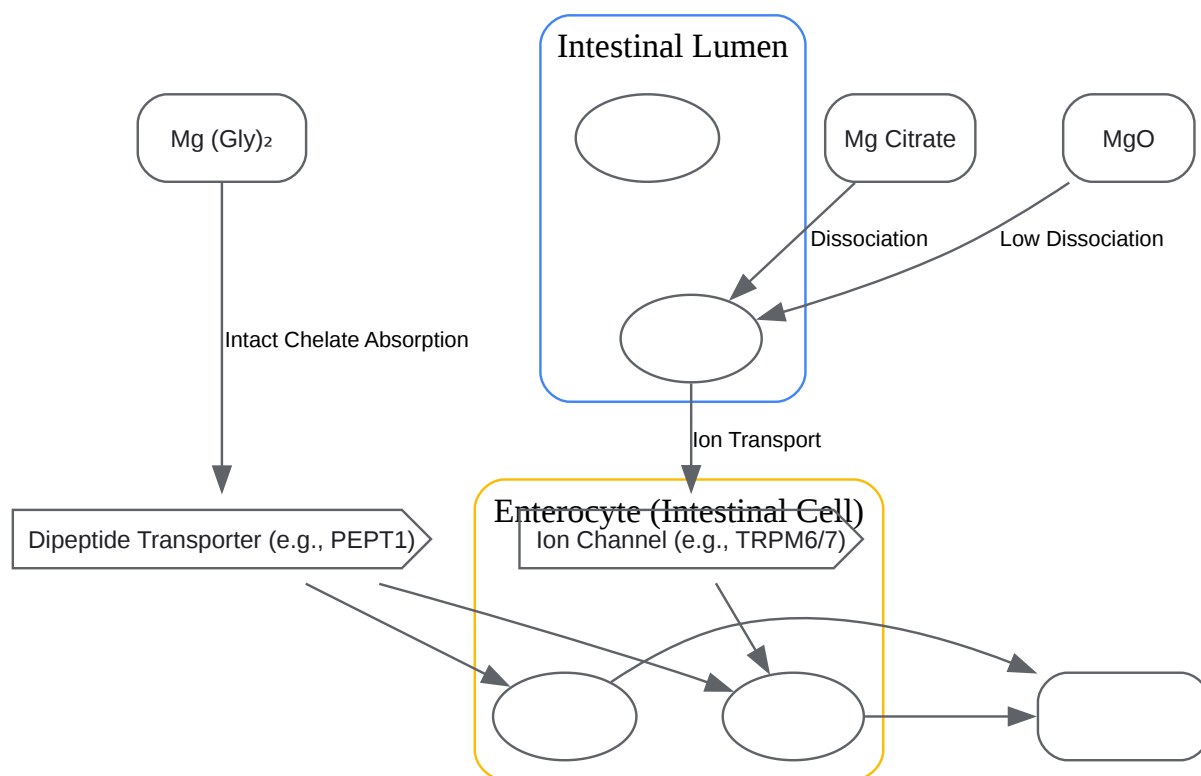 Intestinal Lumen
Mg (Gly)₂
Mg Citrate
MgO
Dissociation
Low Dissociation
Intact Chelate Absorption
Ion Transport
Enterocyte (Intestinal Cell)
Dipeptide Transporter (e.g., PEPT1)
Ion Channel (e.g., TRPM6/7)